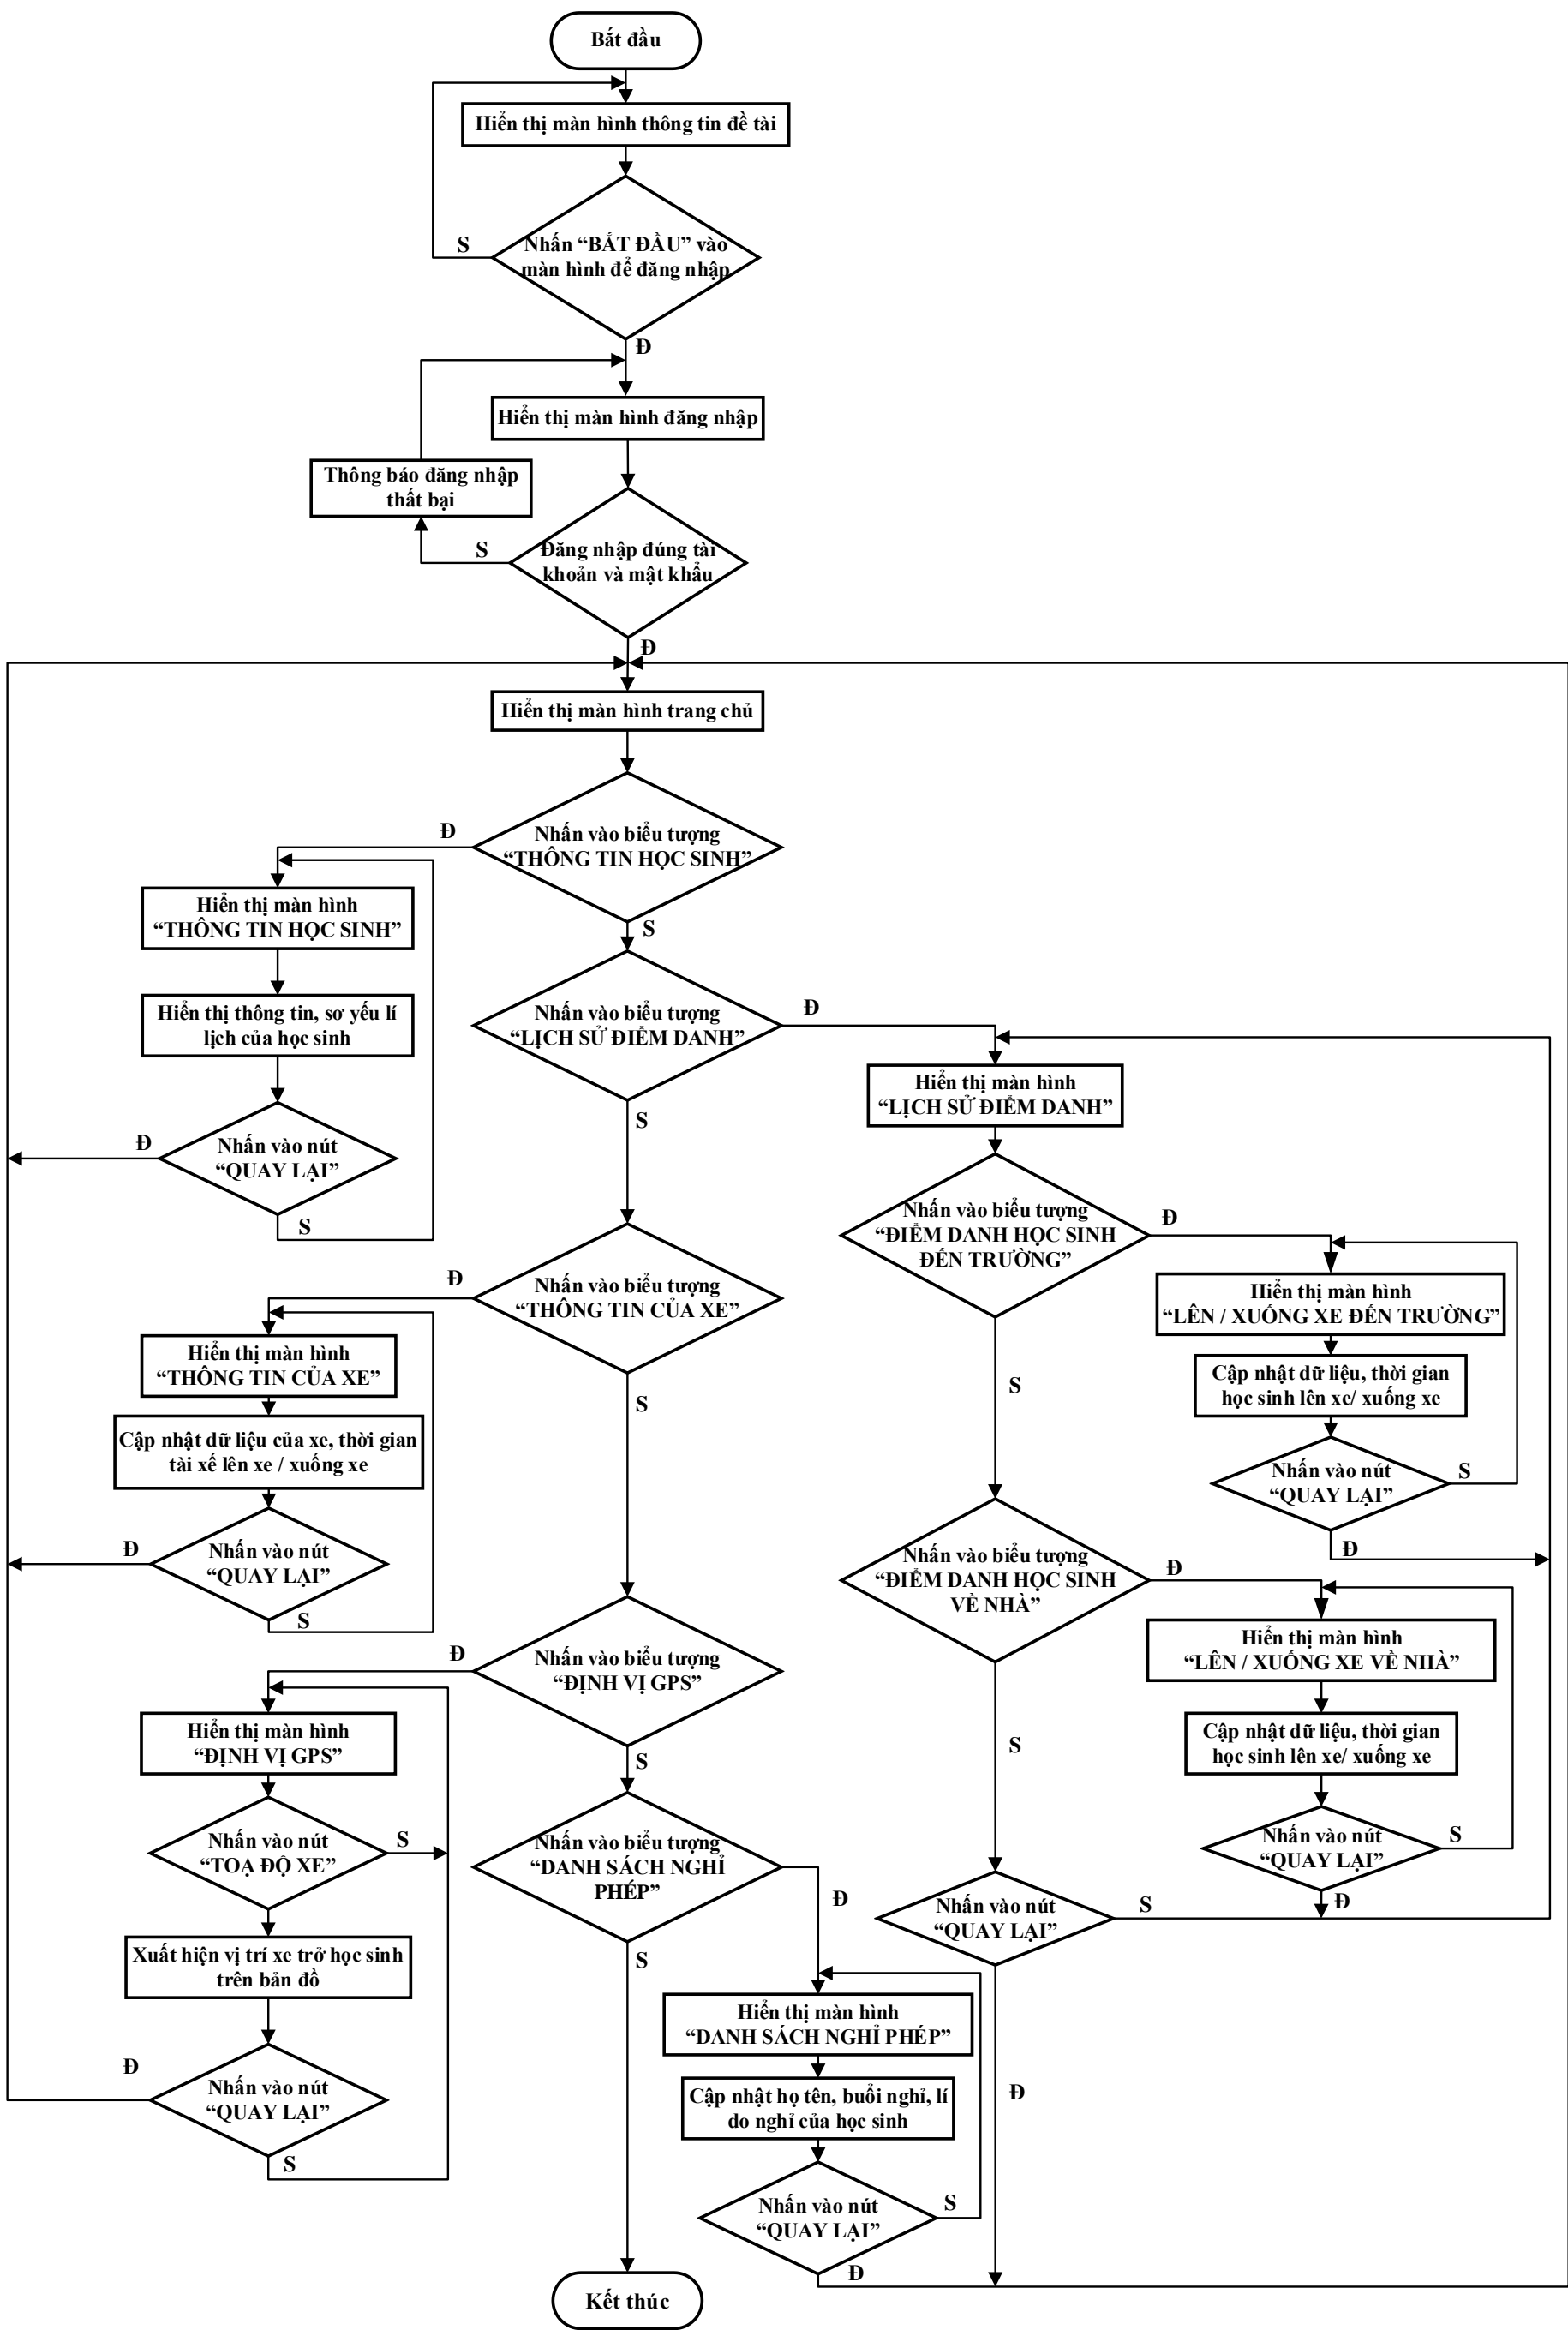 Bắt đầu
Hiển thị màn hình thông tin đề tài
S
Nhấn “BẮT ĐẦU” vào
màn hình để đăng nhập
Đ
Hiển thị màn hình đăng nhập
Thông báo đăng nhập
thất bại
S
Đăng nhập đúng tài
khoản và mật khẩu
Đ
Hiển thị màn hình trang chủ
Đ
Nhấn vào biểu tượng
“THÔNG TIN HỌC SINH”
S
Hiển thị màn hình
“THÔNG TIN HỌC SINH”
Hiển thị thông tin, sơ yếu lí
lịch của học sinh
Đ
Nhấn vào nút
“QUAY LẠI”
S
Nhấn vào biểu tượng
“LỊCH SỬ ĐIỂM DANH”
Đ
S
Hiển thị màn hình
“LỊCH SỬ ĐIỂM DANH”
Nhấn vào biểu tượng
“ĐIỂM DANH HỌC SINH
ĐẾN TRƯỜNG”
Đ
S
Hiển thị màn hình
“LÊN / XUỐNG XE ĐẾN TRƯỜNG”
Cập nhật dữ liệu, thời gian
học sinh lên xe/ xuống xe
Nhấn vào nút
“QUAY LẠI”
S
Đ
Đ
Nhấn vào biểu tượng
“THÔNG TIN CỦA XE”
S
Hiển thị màn hình
“THÔNG TIN CỦA XE”
Cập nhật dữ liệu của xe, thời gian
tài xế lên xe / xuống xe
Đ
Nhấn vào nút
“QUAY LẠI”
S
Nhấn vào biểu tượng
“ĐIỂM DANH HỌC SINH
VỀ NHÀ”
Đ
S
Hiển thị màn hình
“LÊN / XUỐNG XE VỀ NHÀ”
Cập nhật dữ liệu, thời gian
học sinh lên xe/ xuống xe
Nhấn vào nút
“QUAY LẠI”
S
Đ
Đ
Nhấn vào biểu tượng
“ĐỊNH VỊ GPS”
S
Hiển thị màn hình
“ĐỊNH VỊ GPS”
Nhấn vào nút
“TOẠ ĐỘ XE”
S
Xuất hiện vị trí xe trở học sinh
trên bản đồ
Đ
Nhấn vào nút
“QUAY LẠI”
S
Nhấn vào biểu tượng
“DANH SÁCH NGHỈ
PHÉP”
Đ
S
Nhấn vào nút
“QUAY LẠI”
S
Đ
Hiển thị màn hình
“DANH SÁCH NGHỈ PHÉP”
Cập nhật họ tên, buổi nghỉ, lí
do nghỉ của học sinh
Nhấn vào nút
“QUAY LẠI”
S
Đ
Kết thúc